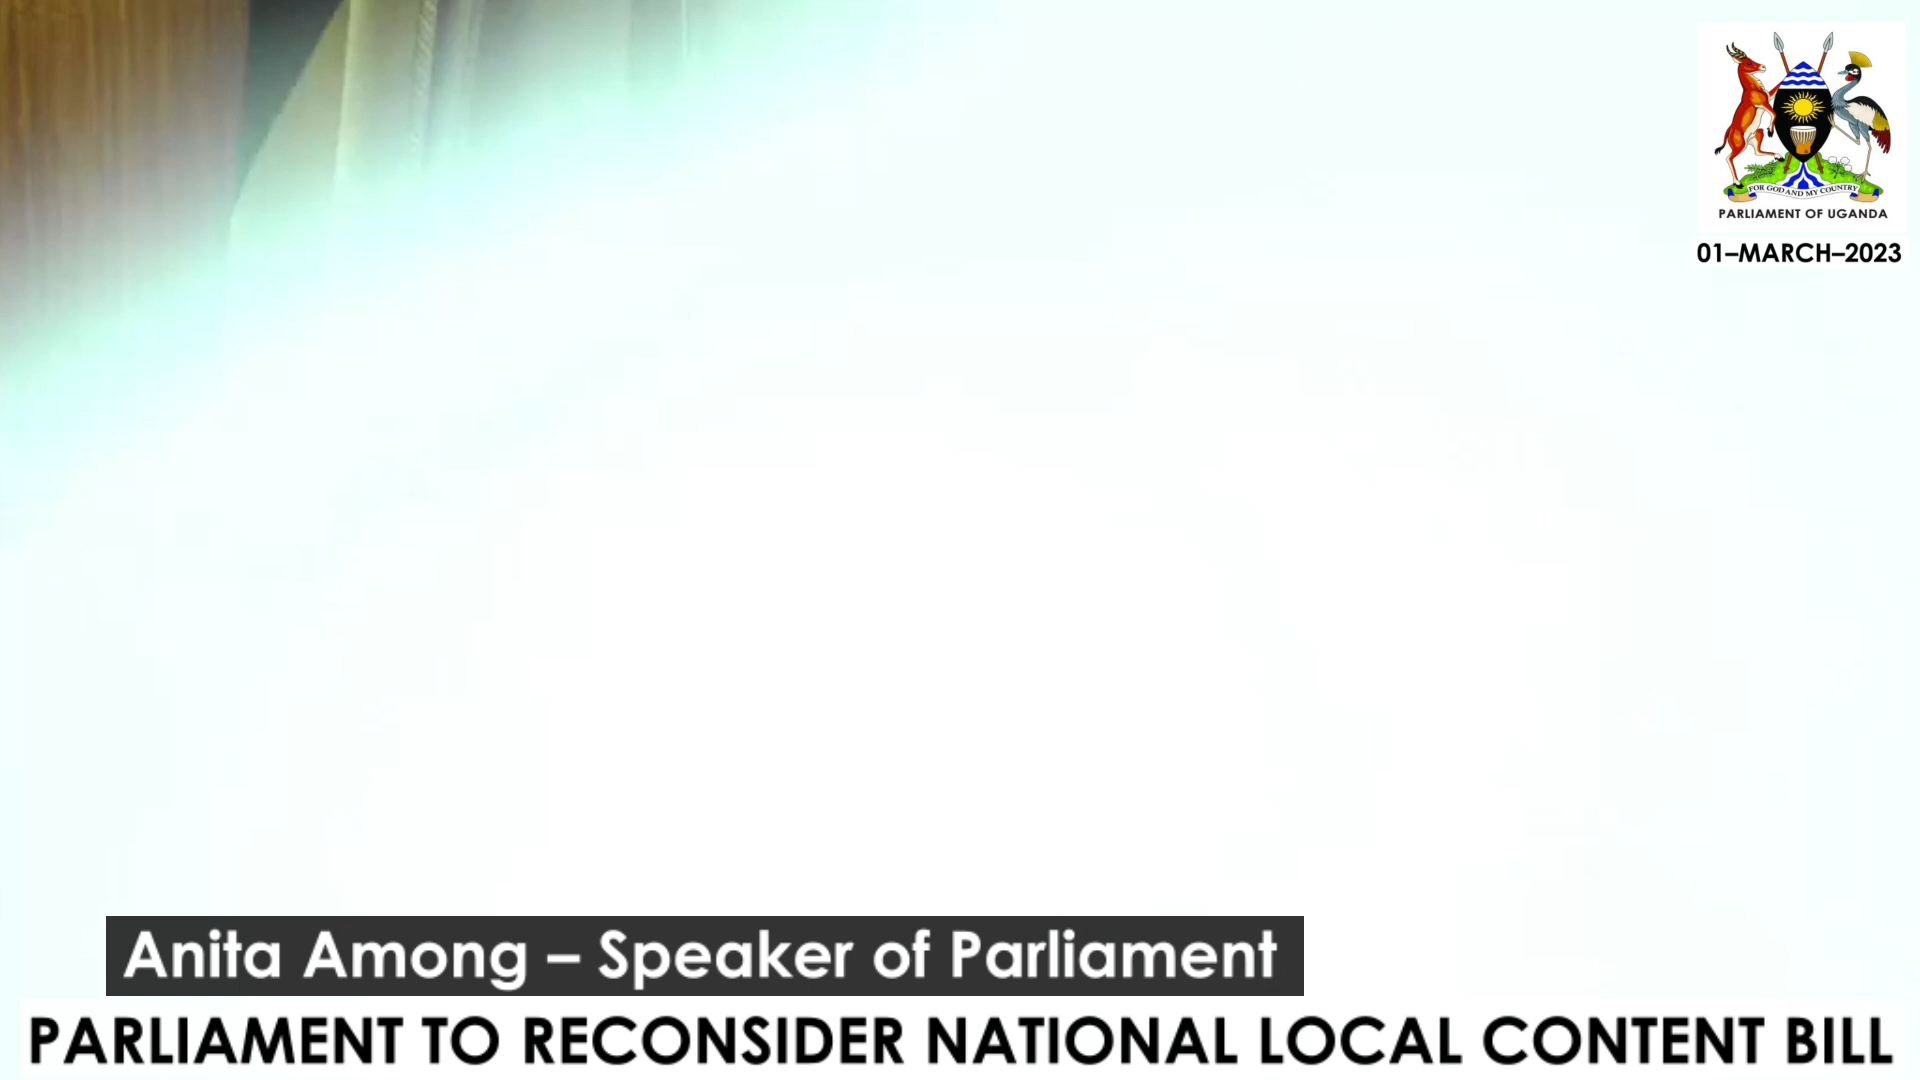 FOR GOD AND MY COUNTRY
PARLIAMENT OF UGANDA
01–MARCH–2023
Anita Among – Speaker of Parliament
PARLIAMENT TO RECONSIDER NATIONAL LOCAL CONTENT BILL